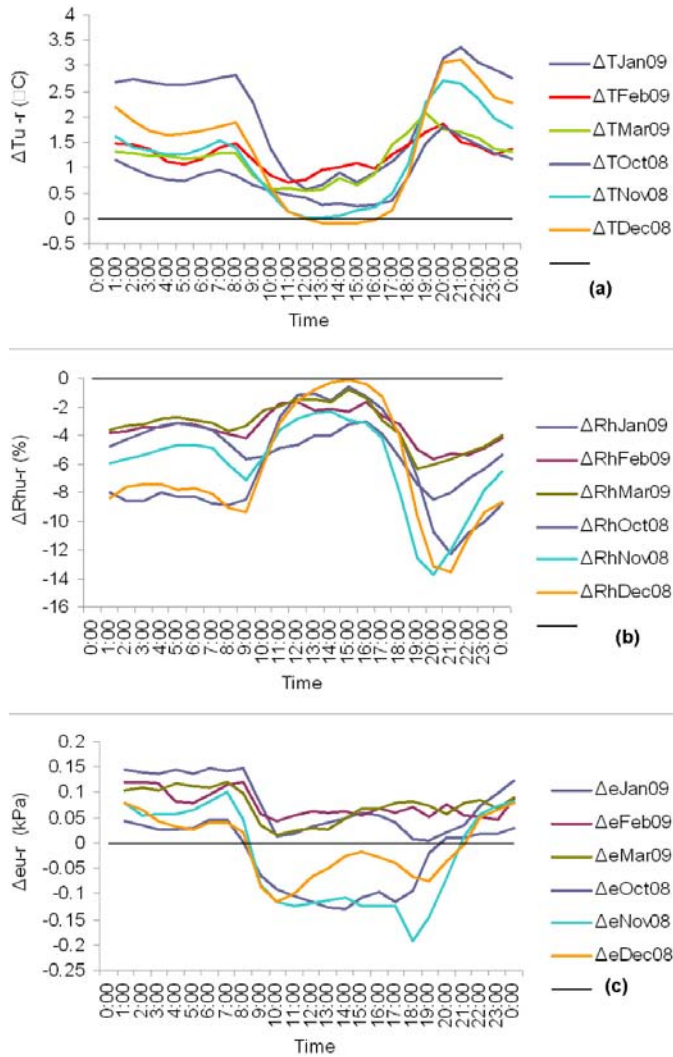 4
3.5
3
2.5
2
1.5
1
0.5
0
-0.5
ΔTu-r (□C)
0:00 1:00 2:00 3:00 4:00 5:00 6:00 7:00 8:00 9:00 10:00 11:00 12:00 13:00 14:00 15:00 16:00 17:00 18:00 19:00 20:00 21:00 22:00 23:00 0:00
Time
ΔTJan09
ΔTFeb09
ΔTMar09
ΔTOct08
ΔTNov08
ΔTDec08
(a)
0
-2
-4
-6
-8
-10
-12
-14
-16
ΔRhu-r (%)
0:00 1:00 2:00 3:00 4:00 5:00 6:00 7:00 8:00 9:00 10:00 11:00 12:00 13:00 14:00 15:00 16:00 17:00 18:00 19:00 20:00 21:00 22:00 23:00 0:00
Time
ΔRhJan09
ΔRhFeb09
ΔRhMar09
ΔRhOct08
ΔRhNov08
ΔRhDec08
(b)
0.2
0.15
0.1
0.05
0
-0.05
-0.1
-0.15
-0.2
-0.25
Δeu-r (kPa)
0:00 1:00 2:00 3:00 4:00 5:00 6:00 7:00 8:00 9:00 10:00 11:00 12:00 13:00 14:00 15:00 16:00 17:00 18:00 19:00 20:00 21:00 22:00 23:00 0:00
Time
ΔeJan09
ΔeFeb09
ΔeMar09
ΔeOct08
ΔeNov08
ΔeDec08
(c)